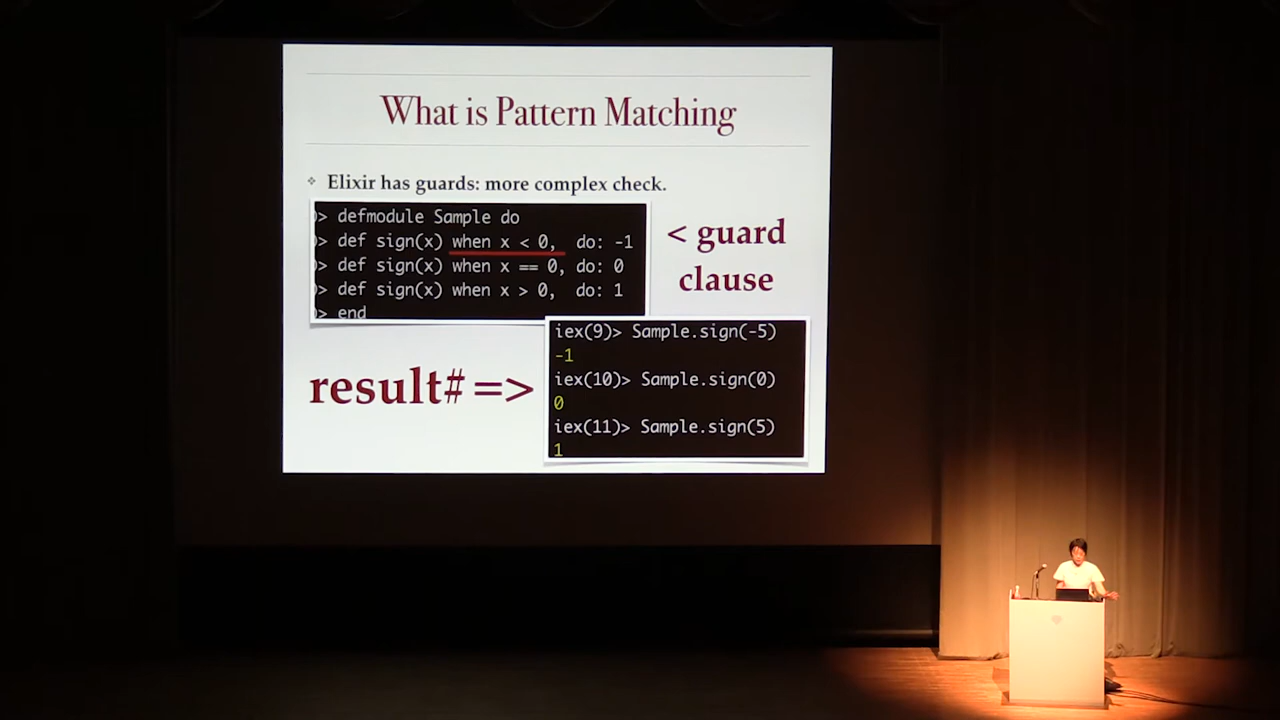 What is Pattern Matching
Elixir has guards: more complex check.
)> defmodule Sample do
)> def sign(x) when x < 0,  do: -1
)> def sign(x) when x == 0, do: 0
)> def sign(x) when x > 0,  do: 1
)> end
< guard
clause
result# =>
iex(9)> Sample.sign(-5)
-1
iex(10)> Sample.sign(0)
0
iex(11)> Sample.sign(5)
1